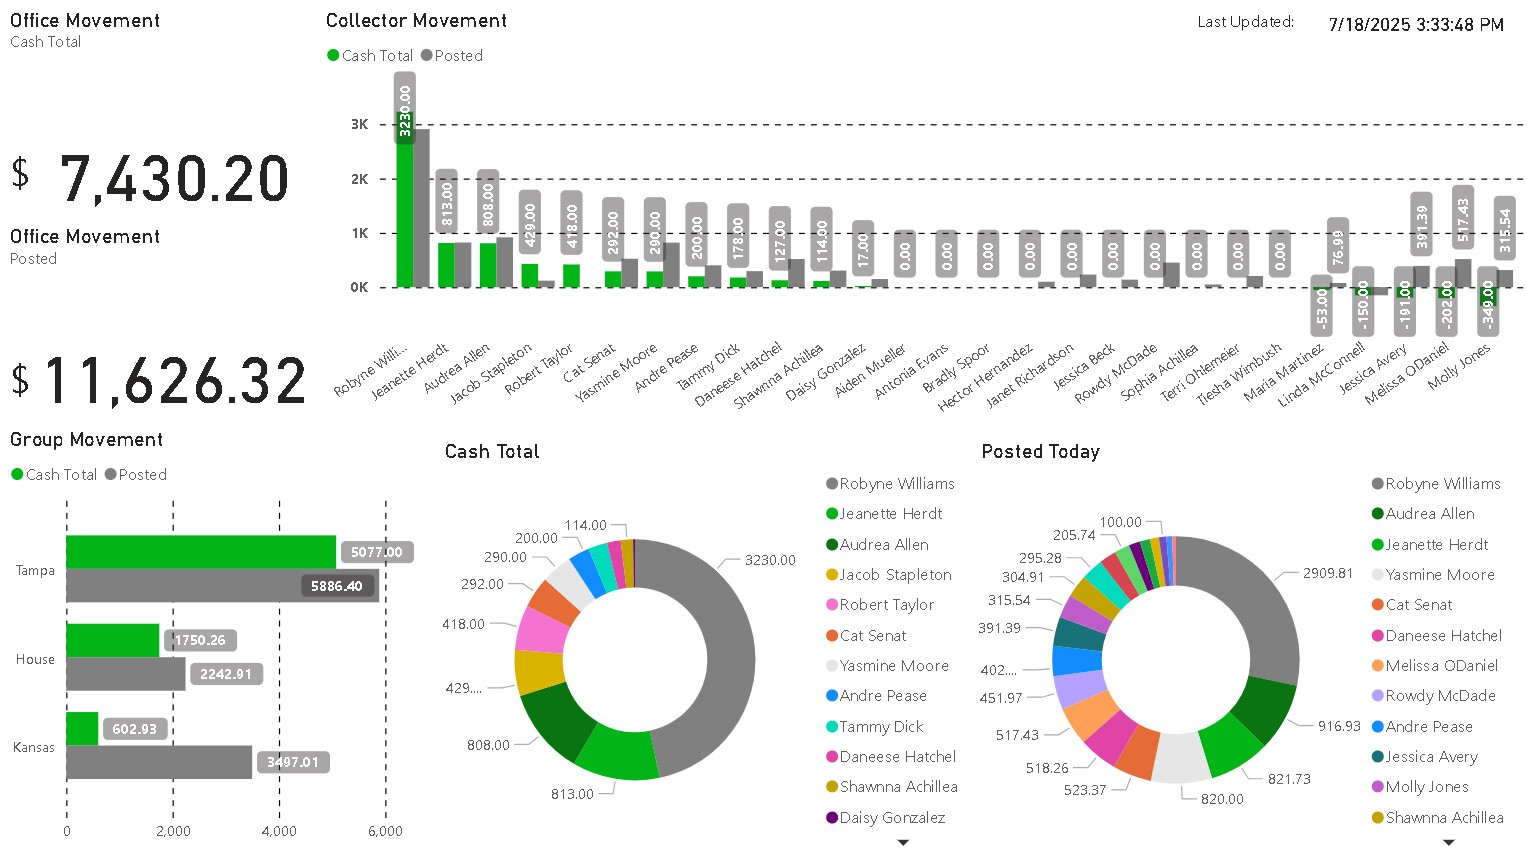 Office Movement
Cash Total
$ 7,430.20
Office Movement
Posted
$ 11,626.32
Collector Movement
Last Updated: 7/18/2025 3:33:48 PM
Cash Total Posted
3K
2K
1K
0K
3230.00
813.00
808.00
429.00
418.00
292.00
290.00
200.00
178.00
127.00
114.00
17.00
0.00
0.00
0.00
0.00
0.00
0.00
0.00
0.00
0.00
0.00
-53.00
76.99
-150.00
-191.00
391.39
-202.00
517.43
-349.00
315.54
Robyne Willi...
Jeanette Herdt
Audrea Allen
Jacob Stapleton
Robert Taylor
Cat Senat
Yasmine Moore
Andre Pease
Tammy Dick
Daneese Hatchel
Shawnna Achillea
Daisy Gonzalez
Aiden Mueller
Antonia Evans
Bradly Spoor
Hector Hernandez
Janet Richardson
Jessica Beck
Rowdy McDade
Sophia Achillea
Terri Ohlemeier
Tiesha Wimbush
Maria Martinez
Linda McConnell
Jessica Avery
Melissa ODaniel
Molly Jones
Group Movement
Cash Total Posted
Tampa
5077.00
5886.40
House
1750.26
2242.91
Kansas
602.93
3497.01
0 2,000 4,000 6,000
Cash Total
114.00
200.00
290.00
292.00
418.00
429....
808.00
813.00
3230.00
Robyne Williams
Jeanette Herdt
Audrea Allen
Jacob Stapleton
Robert Taylor
Cat Senat
Yasmine Moore
Andre Pease
Tammy Dick
Daneese Hatchel
Shawnna Achillea
Daisy Gonzalez
Posted Today
100.00
205.74
295.28
304.91
315.54
391.39
402....
451.97
517.43
518.26
523.37
820.00
821.73
916.93
2909.81
Robyne Williams
Audrea Allen
Jeanette Herdt
Yasmine Moore
Cat Senat
Daneese Hatchel
Melissa ODaniel
Rowdy McDade
Andre Pease
Jessica Avery
Molly Jones
Shawnna Achillea